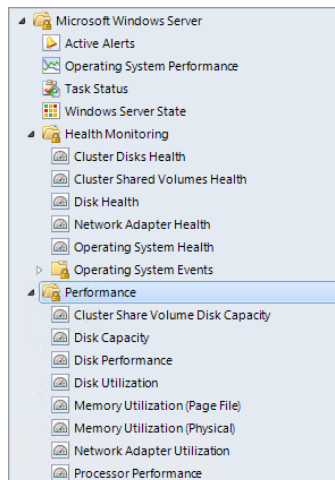 Microsoft Windows Server
Active Alerts
Operating System Performance
Task Status
Windows Server State
Health Monitoring
Cluster Disks Health
Cluster Shared Volumes Health
Disk Health
Network Adapter Health
Operating System Health
Operating System Events
Performance
Cluster Share Volume Disk Capacity
Disk Capacity
Disk Performance
Disk Utilization
Memory Utilization (Page File)
Memory Utilization (Physical)
Network Adapter Utilization
Processor Performance